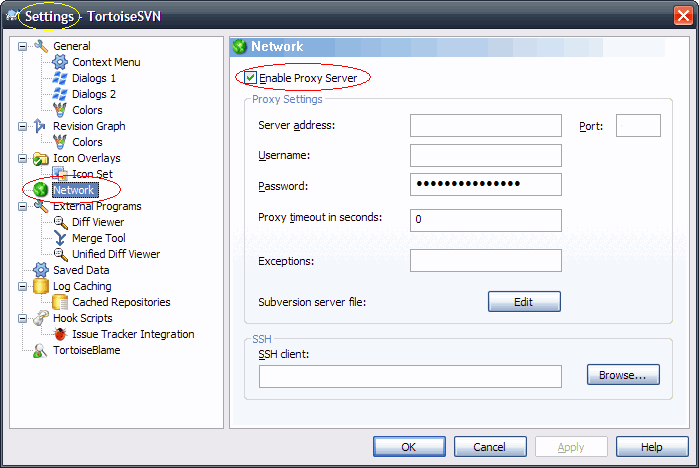 Settings - TortoiseSVN
General
Context Menu
Dialogs 1
Dialogs 2
Colors
Revision Graph
Colors
Icon Overlays
Icon Set
Network
External Programs
Diff Viewer
Merge Tool
Unified Diff Viewer
Saved Data
Log Caching
Cached Repositories
Hook Scripts
Issue Tracker Integration
TortoiseBlame
Network
Enable Proxy Server
Proxy Settings
Server address: Port:
Username:
Password: •••••••••••••••
Proxy timeout in seconds: 0
Exceptions:
Subversion server file: Edit
SSH
SSH client:
Browse...
OK Cancel Apply Help